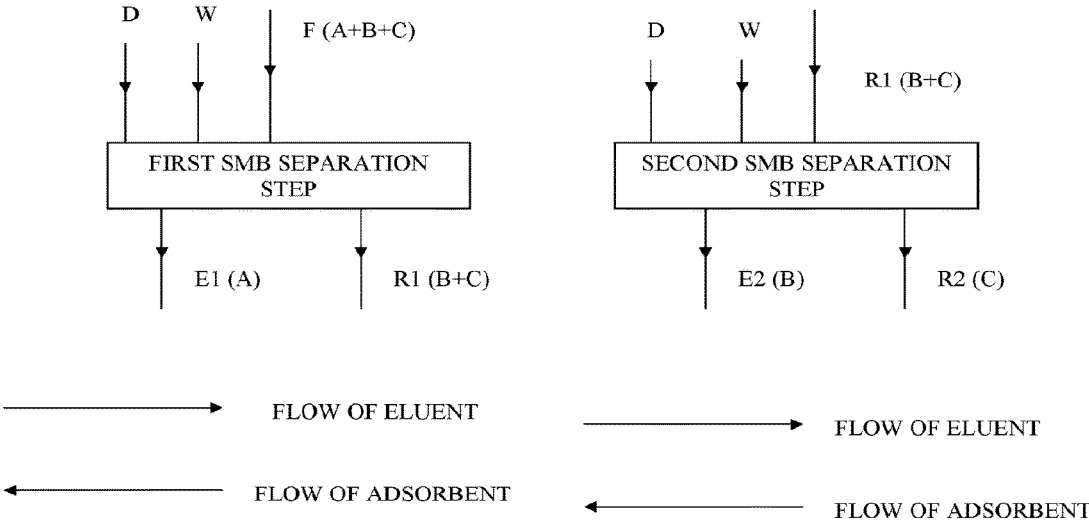 D
W
F (A+B+C)
FIRST SMB SEPARATION
STEP
E1 (A)
R1 (B+C)
FLOW OF ELUENT
FLOW OF ADSORBENT
D
W
R1 (B+C)
SECOND SMB SEPARATION
STEP
E2 (B)
R2 (C)
FLOW OF ELUENT
FLOW OF ADSORBENT